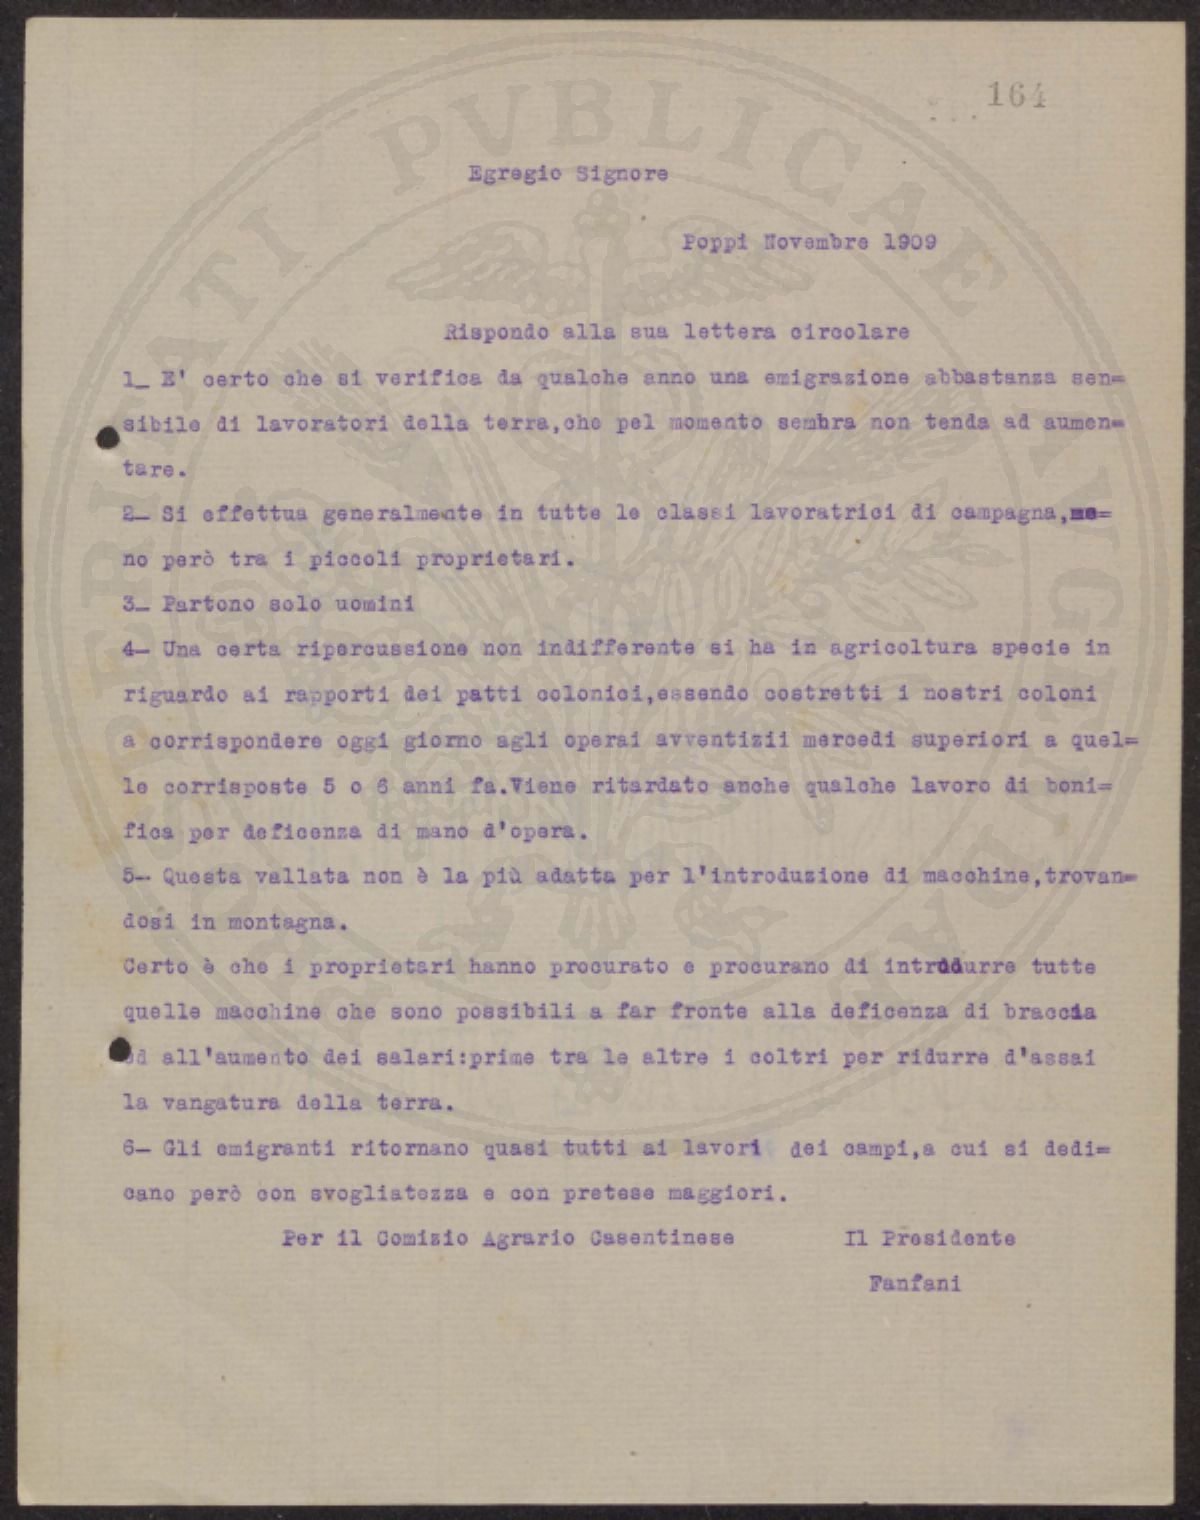 164
Egregio Signore
Poppi Novembre 1909
Rispondo alla sua lettera circolare
1_ E' certo che si verifica da qualche anno una emigrazione abbastanza sen=
sibile di lavoratori della terra,che pel momento sembra non tenda ad aumen=
tare.
2_ Si effettua generalmente in tutte le classi lavoratrici di campagna,me=
no però tra i piccoli proprietari.
3_ Partono solo uomini
4- Una certa ripercussione non indifferente si ha in agricoltura specie in
riguardo ai rapporti dei patti colonici,essendo costretti i nostri coloni
a corrispondere oggi giorno agli operai avventizii mercedi superiori a quel=
le corrisposte 5 o 6 anni fa.Viene ritardato anche qualche lavoro di boni=
fica per deficenza di mano d'opera.
5- Questa vallata non è la più adatta per l'introduzione di macchine,trovan=
dosi in montagna.
Certo è che i proprietari hanno procurato e procurano di introdurre tutte
quelle macchine che sono possibili a far fronte alla deficenza di braccia
ed all'aumento dei salari:prime tra le altre i coltri per ridurre d'assai
la vangatura della terra.
6- Gli emigranti ritornano quasi tutti ai lavori dei campi,a cui si dedi=
cano però con svogliatezza e con pretese maggiori.
Per il Comizio Agrario Casentinese Il Presidente
Fanfani